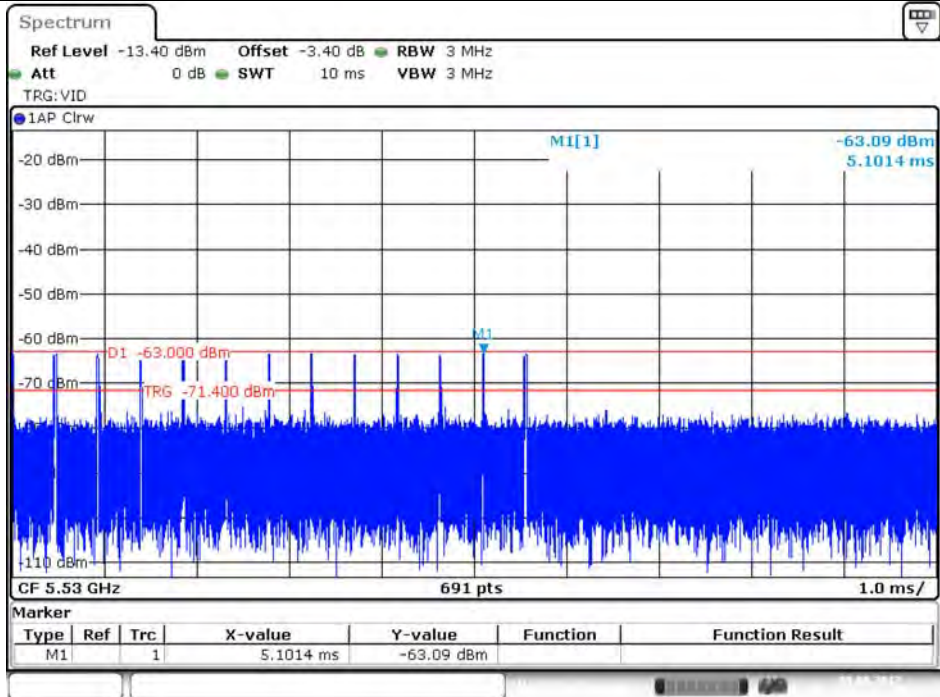 Spectrum
Ref Level -13.40 dBm Offset -3.40 dB RBW 3 MHz
Att 0 dB SWT 10 ms VBW 3 MHz
TRG:VID
1AP Clrw
M1[1] -63.09 dBm
5.1014 ms
-20 dBm
-30 dBm
-40 dBm
-50 dBm
-60 dBm
M1
D1 -63.000 dBm
-70 dBm
TRG -71.400 dBm
-110 dBm
CF 5.53 GHz 691 pts 1.0 ms/
Marker
Type Ref Trc X-value Y-value Function Function Result
M1 1 5.1014 ms -63.09 dBm